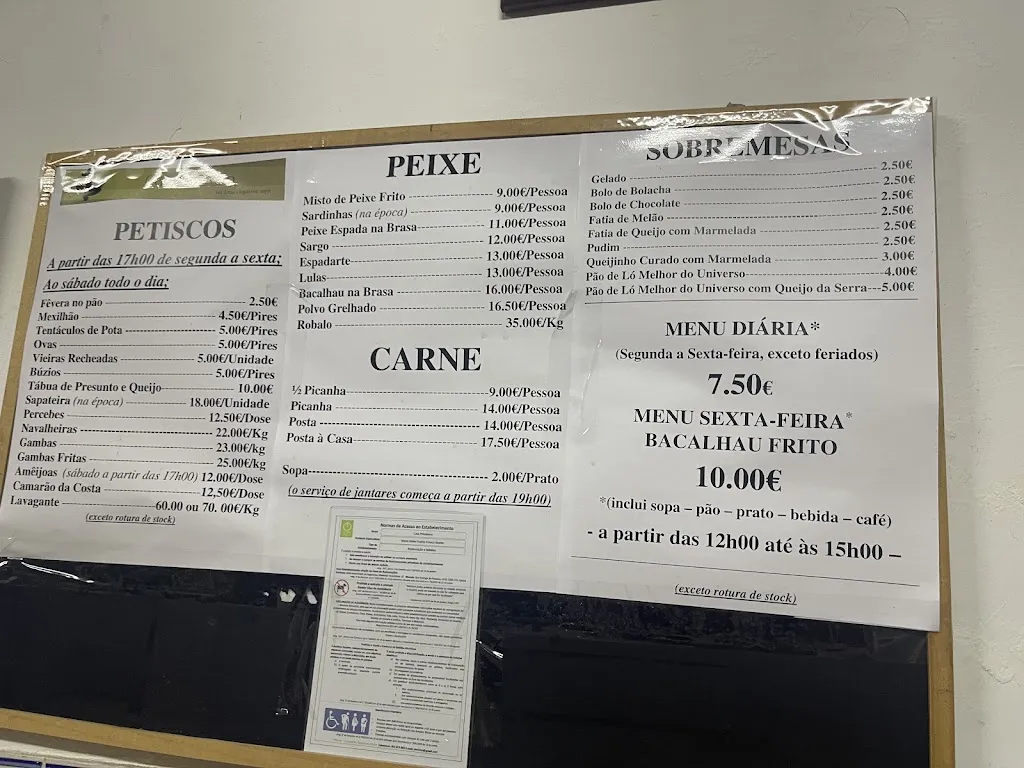 PETISCOS
A partir das 17h00 de segunda a sexta;
Ao sábado todo o dia;
Fêvera no pão 2.50€
Mexilhão 4.50€/Pires
Tentáculos de Pota 5.00€/Pires
Ovas 5.00€/Pires
Vieiras Recheadas 5.00€/Unidade
Búzios 5.00€/Pires
Tábua de Presunto e Queijo 10.00€
Sapateira (na época) 18.00€/Unidade
Percebes 12.50€/Dose
Navalheiras 22.00€/Kg
Gambas 23.00€/kg
Gambas Fritas 25.00€/kg
Amêijoas (sábado a partir das 17h00) 12.00€/Dose
Camarão da Costa 12,50€/Dose
Lavagante 60.00 ou 70. 00€/Kg
(exceto rotura de stock)
PEIXE
Misto de Peixe Frito 9.00€/Pessoa
Sardinhas (na época) 9.00€/Pessoa
Peixe Espada na Brasa 11.00€/Pessoa
Sargo 12.00€/Pessoa
Espadarte 13.00€/Pessoa
Lulas 13.00€/Pessoa
Bacalhau na Brasa 16.00€/Pessoa
Polvo Grelhado 16.50€/Pessoa
Robalo 35.00€/Kg
CARNE
½ Picanha 9.00€/Pessoa
Picanha 14.00€/Pessoa
Posta 14.00€/Pessoa
Posta à Casa 17.50€/Pessoa
Sopa 2.00€/Prato
(o serviço de jantares começa a partir das 19h00)
SOBREMESAS
Gelado 2.50€
Bolo de Bolacha 2.50€
Bolo de Chocolate 2.50€
Fatia de Melão 2.50€
Fatia de Queijo com Marmelada 2.50€
Pudim 2.50€
Queijinho Curado com Marmelada 3.00€
Pão de Ló Melhor do Universo 4.00€
Pão de Ló Melhor do Universo com Queijo da Serra 5.00€
MENU DIÁRIA*
(Segunda a Sexta-feira, exceto feriados)
7.50€
MENU SEXTA-FEIRA*
BACALHAU FRITO
10.00€
*(inclui sopa – pão – prato – bebida – café)
- a partir das 12h00 até às 15h00 –
(exceto rotura de stock)
Normas de Acesso ao Estabelecimento